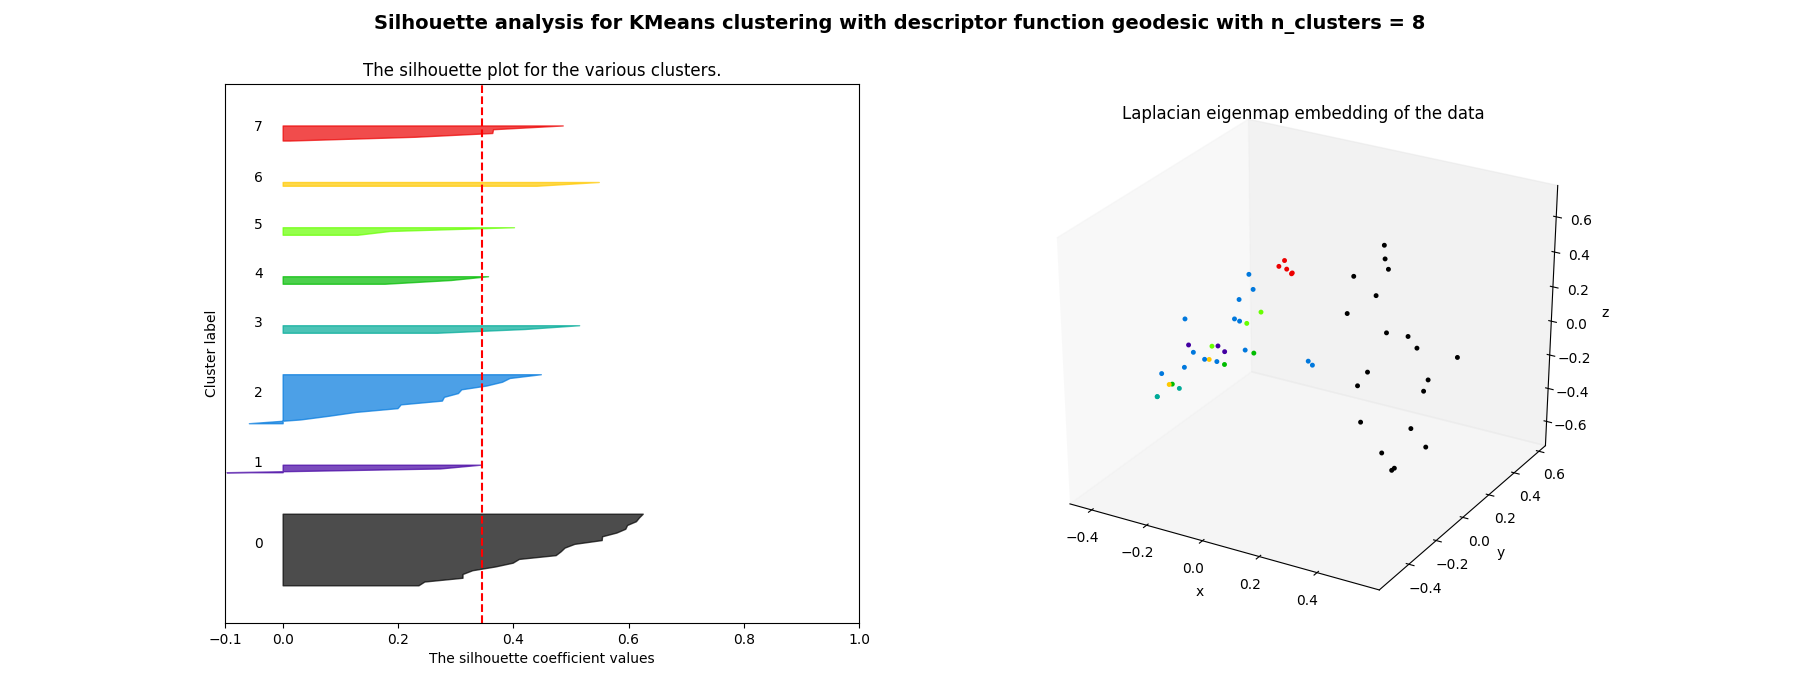 Silhouette analysis for KMeans clustering with descriptor function geodesic with n_clusters = 8
The silhouette plot for the various clusters.
7
6
5
4
3
2
1
0
Cluster label
−0.1 0.0 0.2 0.4 0.6 0.8 1.0
The silhouette coefficient values
Laplacian eigenmap embedding of the data
0.6
0.4
0.2
0.0
−0.2
−0.4
−0.6
z
0.6
0.4
0.2
0.0
−0.2
−0.4
y
−0.4
−0.2
0.0
0.2
0.4
x